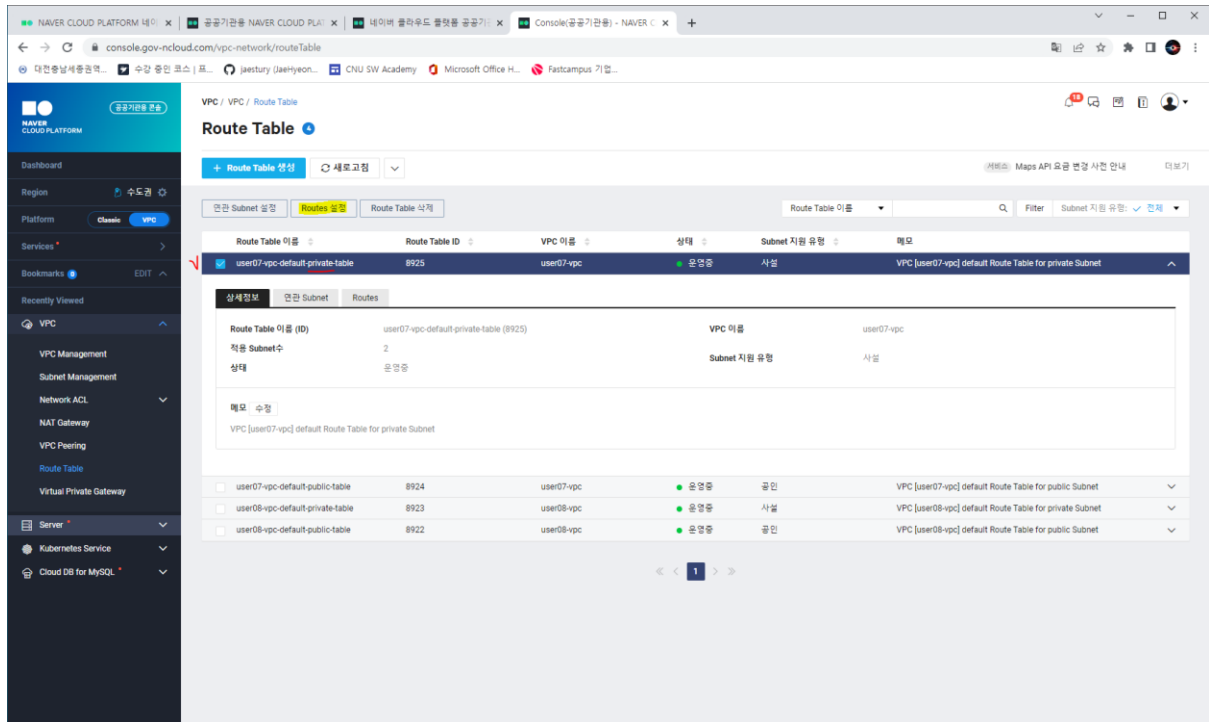 NAVER CLOUD PLATFORM 네이
공공기관용 NAVER CLOUD PLA
네이버 클라우드 플랫폼 공공기관
Console(공공기관용) - NAVER C
console.gov-ncloud.com/vpc-network/routeTable
대전충남세종권역... 수강 중인 코스 | 프... jaestury (JaeHyeon... CNU SW Academy Microsoft Office H... Fastcampus 기업...
NAVER
CLOUD PLATFORM
공공기관용 콘솔
VPC / VPC / Route Table
18
Route Table 4
Dashboard
+ Route Table 생성 새로고침
서비스 Maps API 요금 변경 사전 안내 더보기
Region 수도권
Platform Classic VPC
연관 Subnet 설정 Routes 설정 Route Table 삭제
Route Table 이름 Filter Subnet 지원 유형: 전체
Services
Bookmarks 0 EDIT
Recently Viewed
VPC
VPC Management
Subnet Management
Network ACL
NAT Gateway
VPC Peering
Route Table
Virtual Private Gateway
Server
Kubernetes Service
Cloud DB for MySQL
Route Table 이름 Route Table ID VPC 이름 상태 Subnet 지원 유형 메모
user07-vpc-default-private-table 8925 user07-vpc 운영중 사설 VPC [user07-vpc] default Route Table for private Subnet
상세정보 연관 Subnet Routes
Route Table 이름 (ID) user07-vpc-default-private-table (8925) VPC 이름 user07-vpc
적용 Subnet수 2 Subnet 지원 유형 사설
상태 운영중
메모 수정
VPC [user07-vpc] default Route Table for private Subnet
user07-vpc-default-public-table 8924 user07-vpc 운영중 공인 VPC [user07-vpc] default Route Table for public Subnet
user08-vpc-default-private-table 8923 user08-vpc 운영중 사설 VPC [user08-vpc] default Route Table for private Subnet
user08-vpc-default-public-table 8922 user08-vpc 운영중 공인 VPC [user08-vpc] default Route Table for public Subnet
1